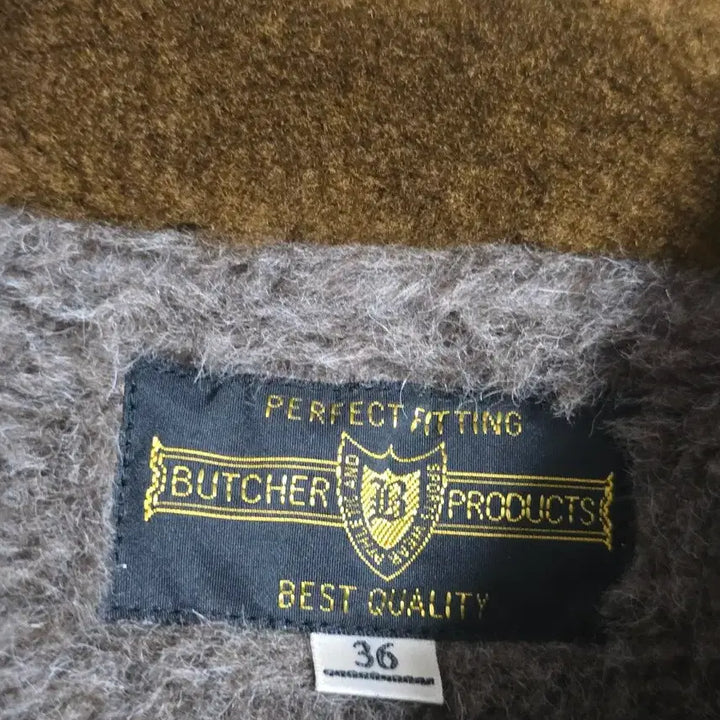 PERFECT FITTING
BUTCHER PRODUCTS
B
BEST QUALITY
36